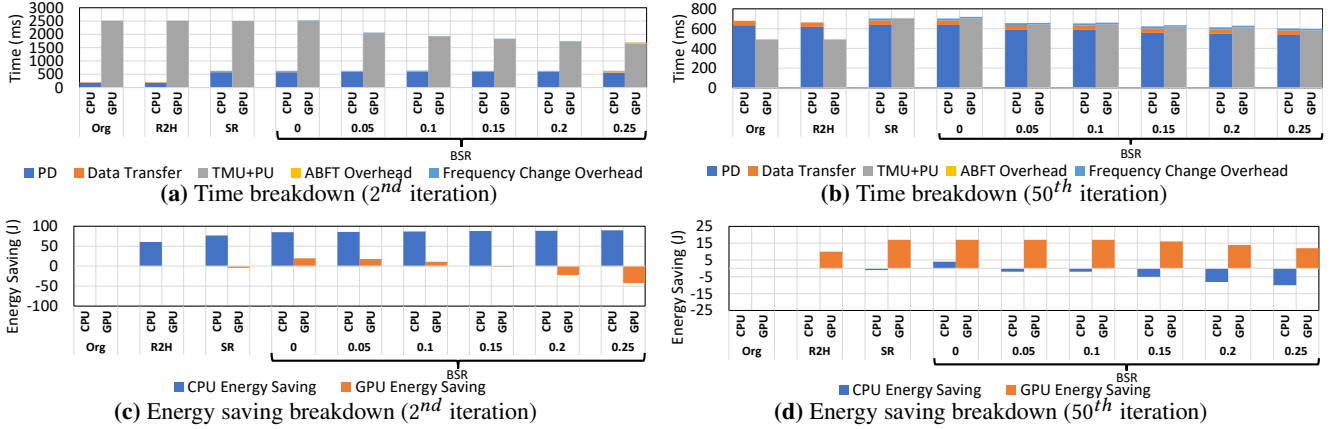 Time (ms)
3000
2500
2000
1500
1000
500
0
CPU GPU CPU GPU CPU GPU CPU GPU CPU GPU CPU GPU CPU GPU CPU GPU CPU GPU
Org R2H SR 0 0.05 0.1 0.15 0.2 0.25
BSR
PD Data Transfer TMU+PU ABFT Overhead Frequency Change Overhead
(a) Time breakdown (2nd iteration)
Time (ms)
800
600
400
200
0
CPU GPU CPU GPU CPU GPU CPU GPU CPU GPU CPU GPU CPU GPU CPU GPU CPU GPU
Org R2H SR 0 0.05 0.1 0.15 0.2 0.25
BSR
PD Data Transfer TMU+PU ABFT Overhead Frequency Change Overhead
(b) Time breakdown (50th iteration)
Energy Saving (J)
100
50
0
-50
-100
CPU GPU CPU GPU CPU GPU CPU GPU CPU GPU CPU GPU CPU GPU CPU GPU CPU GPU
Org R2H SR 0 0.05 0.1 0.15 0.2 0.25
BSR
CPU Energy Saving GPU Energy Saving
(c) Energy saving breakdown (2nd iteration)
Energy Saving (J)
25
15
5
-5
-15
-25
CPU GPU CPU GPU CPU GPU CPU GPU CPU GPU CPU GPU CPU GPU CPU GPU CPU GPU
Org R2H SR 0 0.05 0.1 0.15 0.2 0.25
BSR
CPU Energy Saving GPU Energy Saving
(d) Energy saving breakdown (50th iteration)